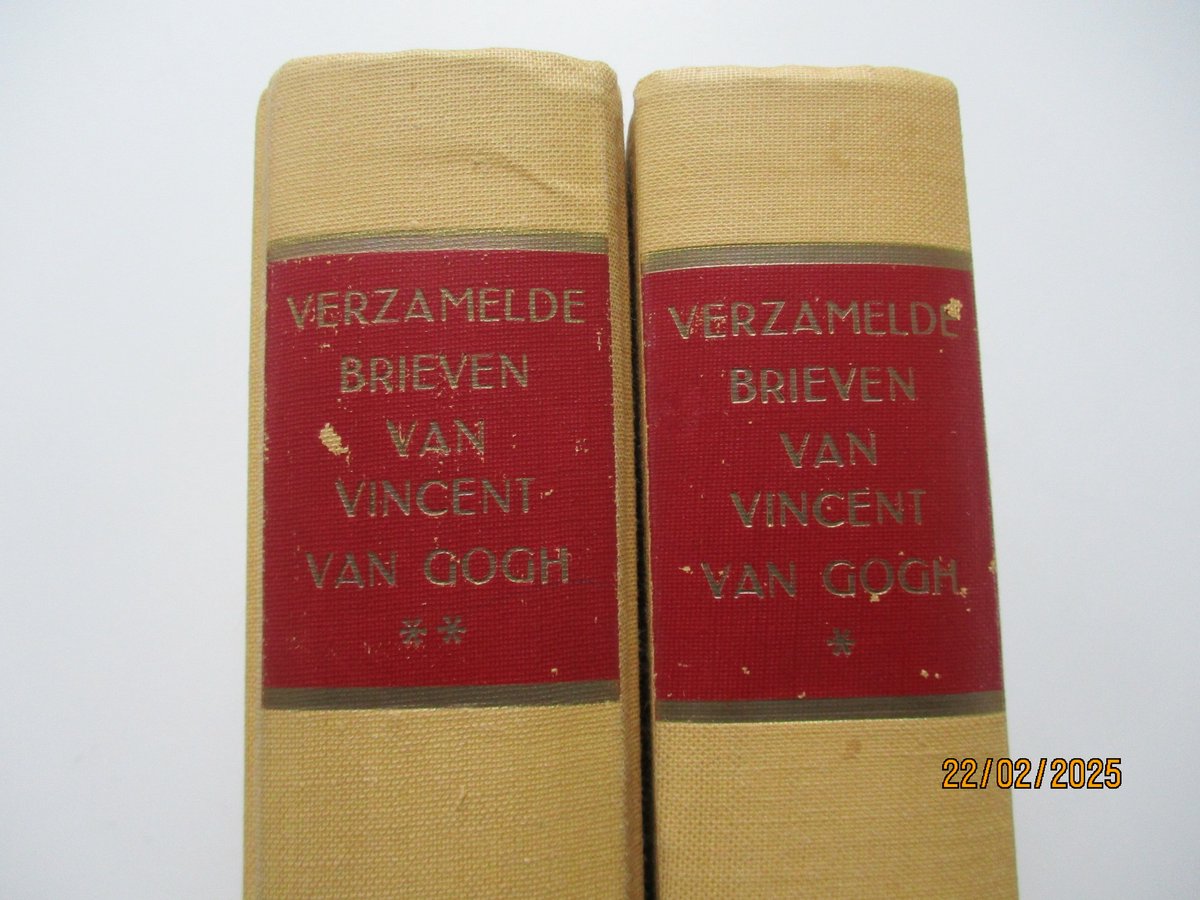 VERZAMELDE
BRIEVEN
VAN
VINCENT
VAN GOGH
**
VERZAMELDE
BRIEVEN
VAN
VINCENT
VAN GOGH
*
22/02/2025